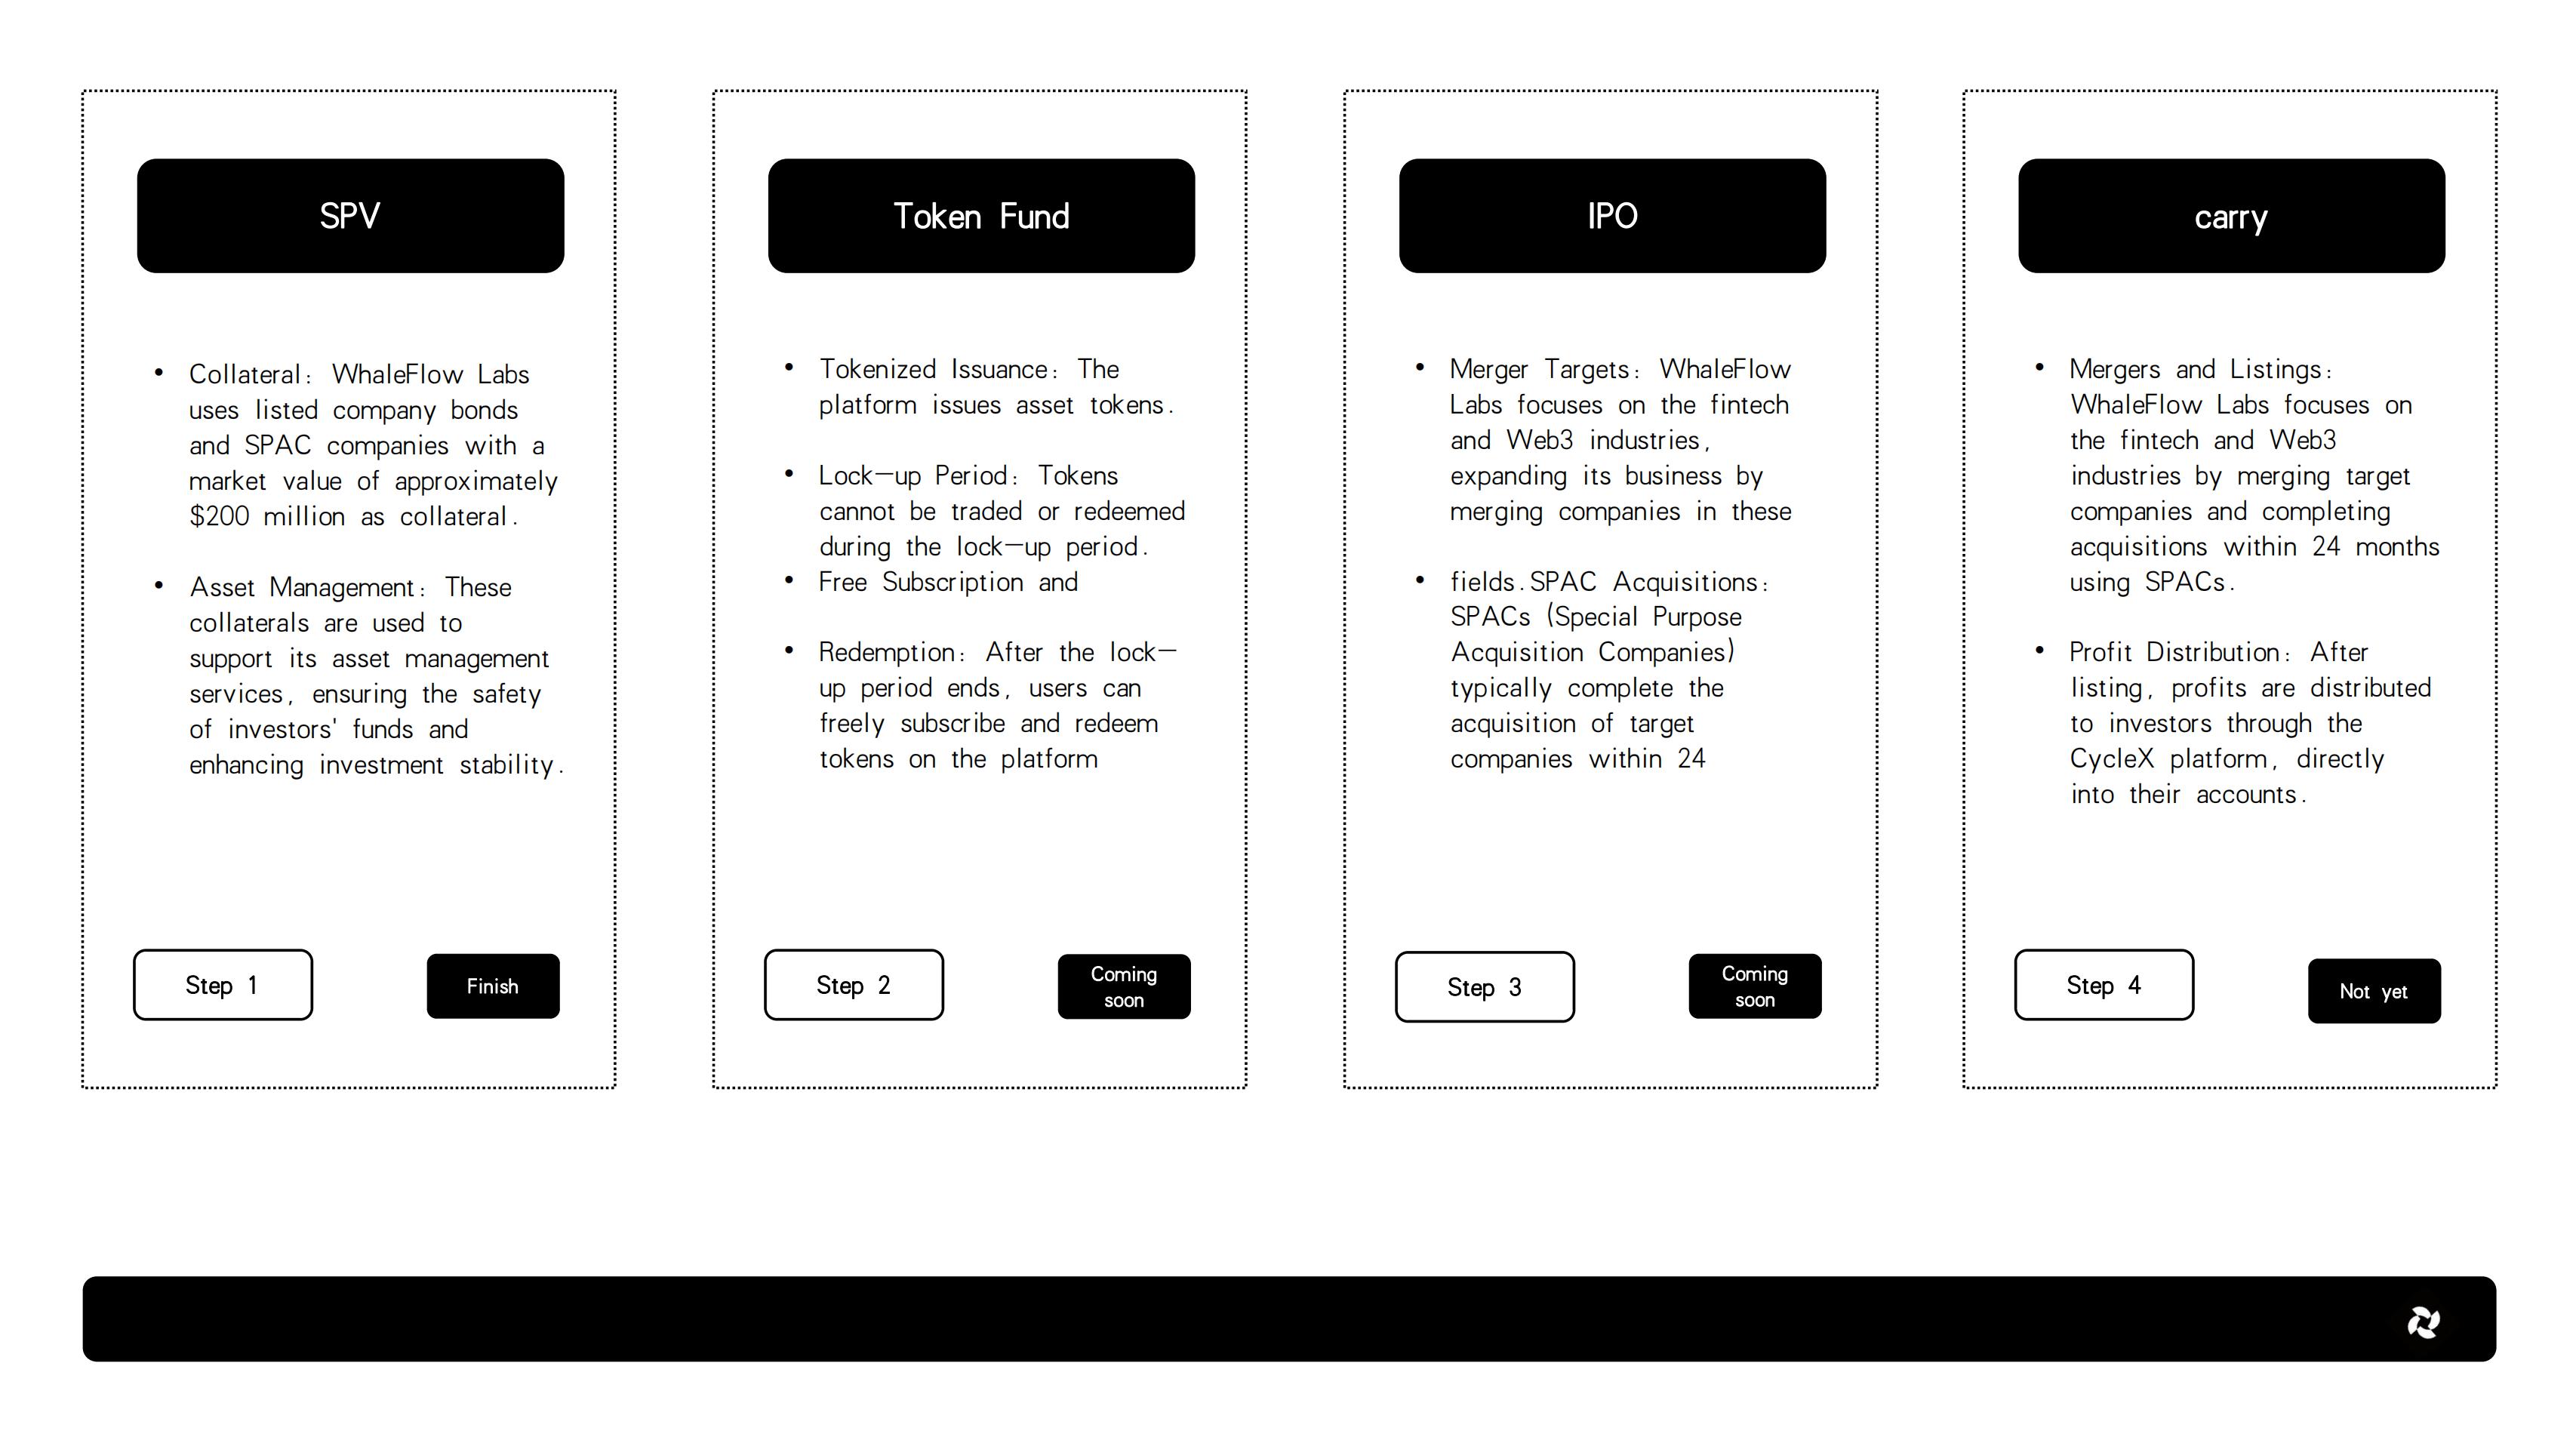 SPV
• Collateral: WhaleFlow Labs
uses listed company bonds
and SPAC companies with a
market value of approximately
$200 million as collateral.
• Asset Management: These
collaterals are used to
support its asset management
services, ensuring the safety
of investors' funds and
enhancing investment stability.
Step 1
Finish
Token Fund
• Tokenized Issuance: The
platform issues asset tokens.
• Lock—up Period: Tokens
cannot be traded or redeemed
during the lock—up period.
• Free Subscription and
• Redemption: After the lock—
up period ends, users can
freely subscribe and redeem
tokens on the platform
Step 2
Coming
soon
IPO
• Merger Targets: WhaleFlow
Labs focuses on the fintech
and Web3 industries,
expanding its business by
merging companies in these
• fields.SPAC Acquisitions:
SPACs (Special Purpose
Acquisition Companies)
typically complete the
acquisition of target
companies within 24
Step 3
Coming
soon
carry
• Mergers and Listings:
WhaleFlow Labs focuses on
the fintech and Web3
industries by merging target
companies and completing
acquisitions within 24 months
using SPACs.
• Profit Distribution: After
listing, profits are distributed
to investors through the
CycleX platform, directly
into their accounts.
Step 4
Not yet